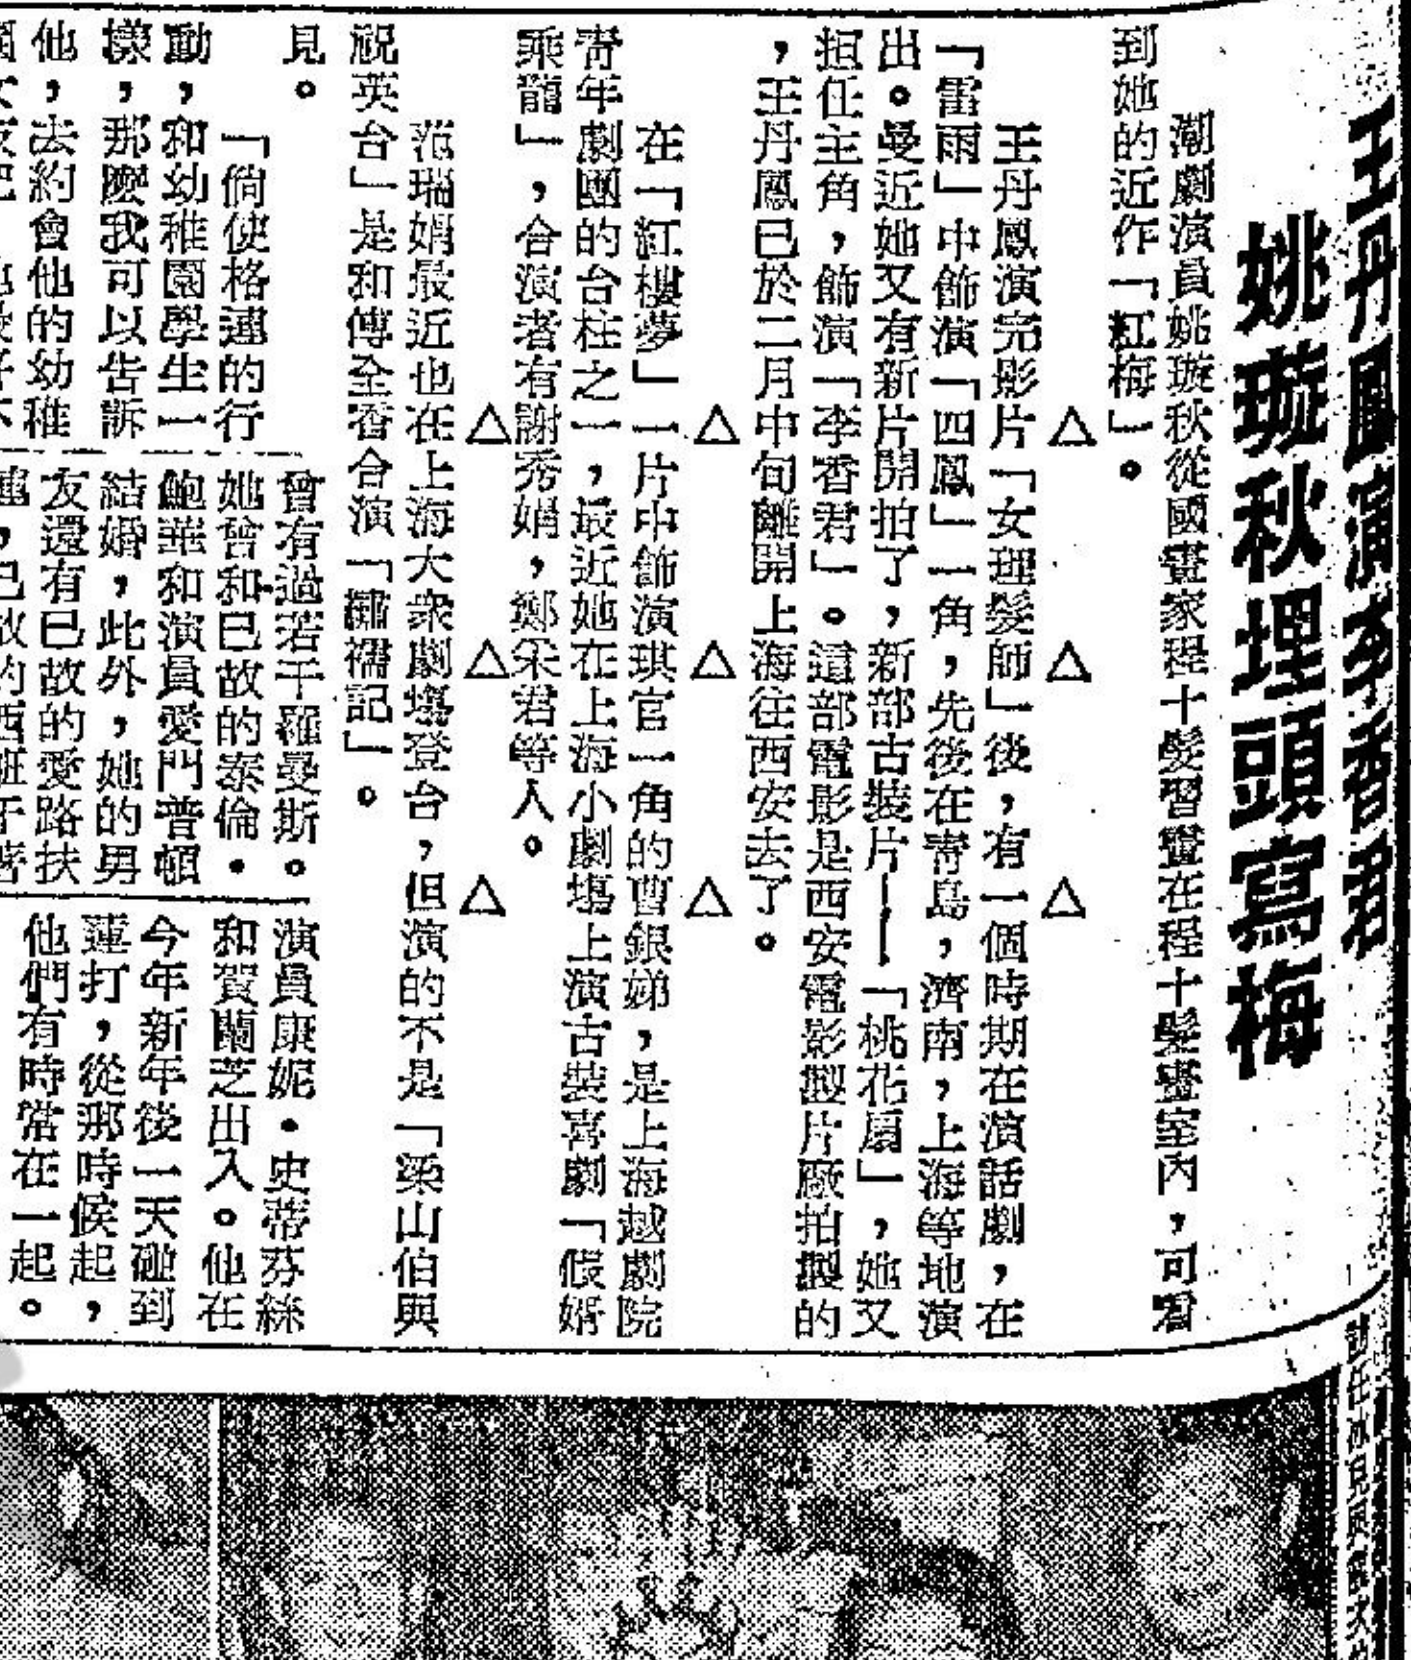 王丹鳳演李香君
姚璇秋埋頭寫梅
潮劇演員姚璇秋從國畫家程十髮習畫在程十髮畫室內，可看
到她的近作「紅梅」。
△　△　△
王丹鳳演完影片「女理髮師」後，有一個時期在演話劇，在
「雷雨」中飾演「四鳳」一角，先後在靑島，濟南，上海等地演
出。曼近她又有新片開拍了，新部古裝片——「桃花扇」，她又
担任主角，飾演「李香君」。這部電影是西安電影製片廠拍製的
，王丹鳳已於二月中旬離開上海往西安去了。
△　△　△
在「紅樓夢」一片中飾演琪官一角的曹銀娣，是上海越劇院
靑年劇團的台柱之一，最近她在上海小劇塲上演古裝喜劇「假婿
乘龍」，合演者有謝秀娟，鄭采君等人。
△　△　△
范瑞娟最近也在上海大衆劇塲登台，但演的不是「梁山伯與
祝英台」是和傅全香合演「孀襦記」。
見。
「倘使格蓮的行
動，和幼稚園學生一
樣，那麽我可以告訴
他，去約會他的幼稚
曾有過若干羅曼斯。
她曾和已故的泰倫・
鮑華和演員愛門普頓
結婚，此外，她的男
友還有已故的愛路扶
演員康妮・史蒂芬絲
和賀蘭芝出入。他在
今年新年後一天碰到
蓮打，從那時候起，
他們有時常在一起。